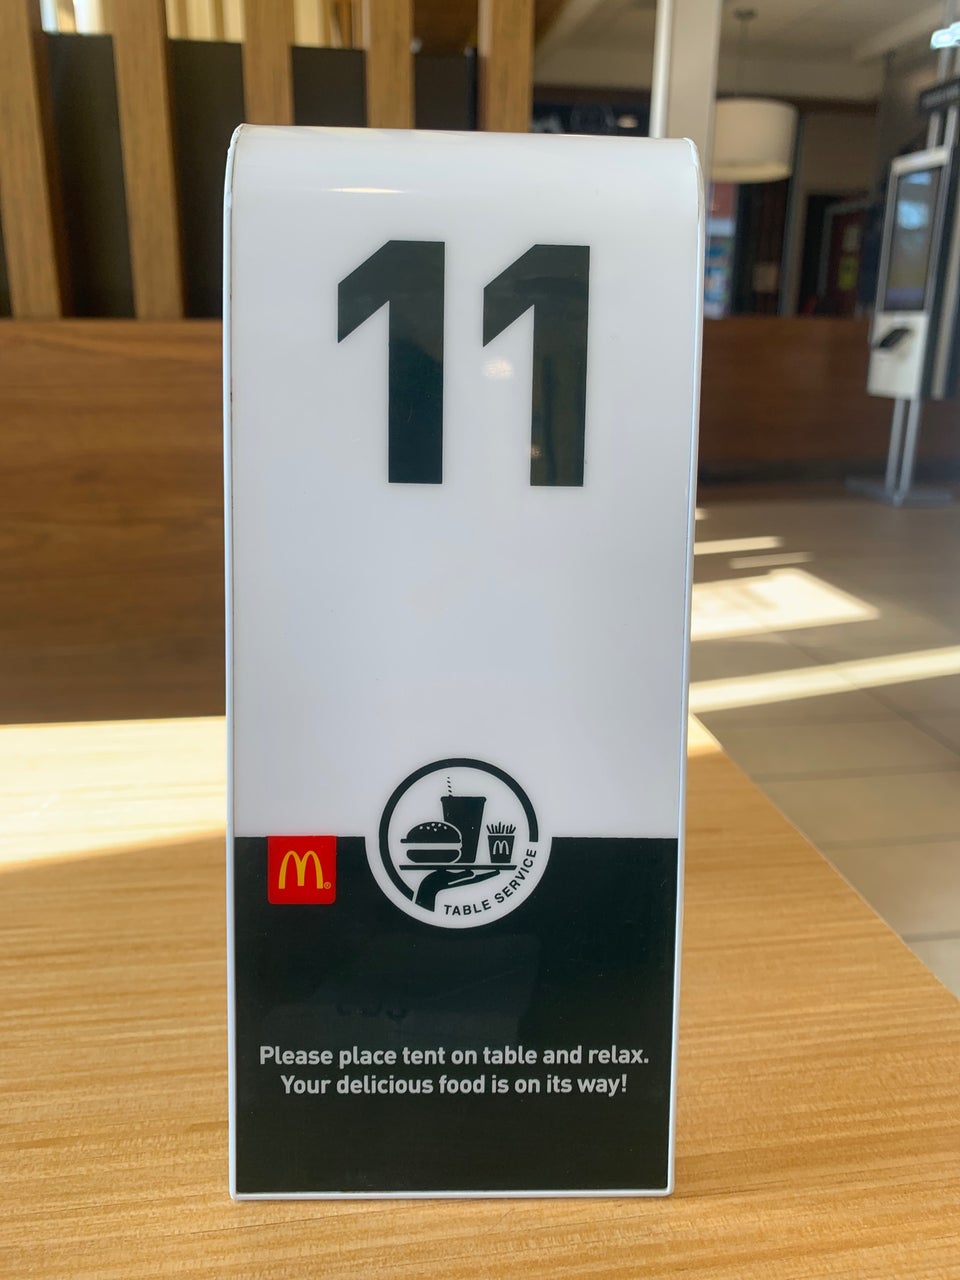 11
TABLE SERVICE
Please place tent on table and relax.
Your delicious food is on its way!